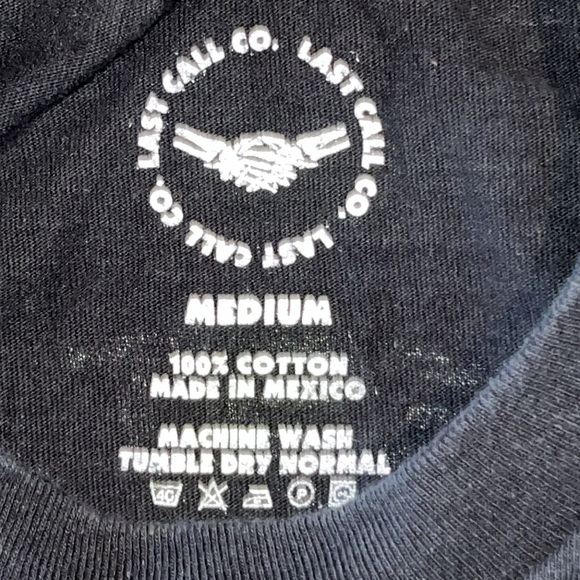 LAST CALL CO. LAST CALL CO. LAST CALL CO.
MEDIUM
100% COTTON
MADE IN MEXICO
MACHINE WASH
TUMBLE DRY NORMAL
40 P